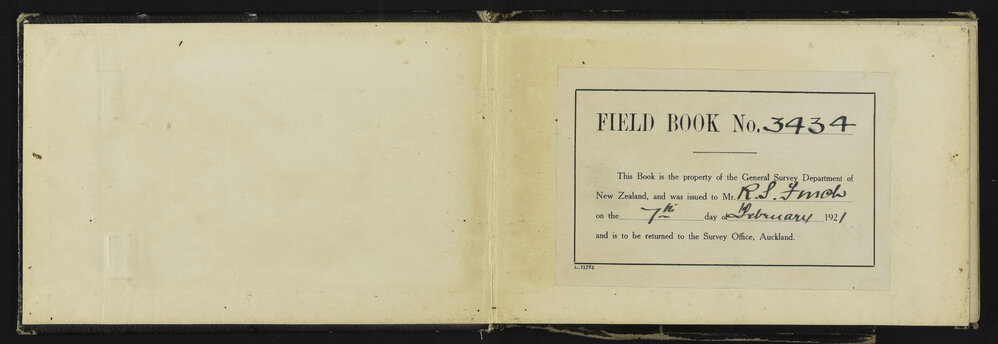 FIELD BOOK No. 3434
This Book is the property of the General Survey Department of
New Zealand, and was issued to Mr. R. S. Finch
on the 7th day of February 1921
and is to be returned to the Survey Office, Auckland.